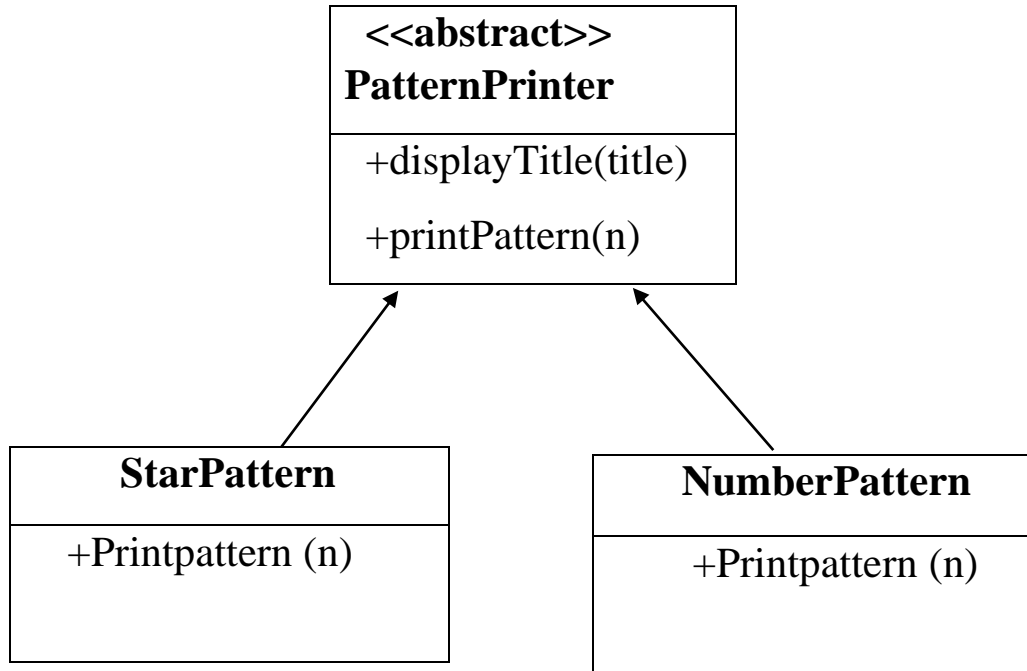 <<abstract>>
PatternPrinter
+displayTitle(title)
+printPattern(n)
StarPattern
+Printpattern (n)
NumberPattern
+Printpattern (n)